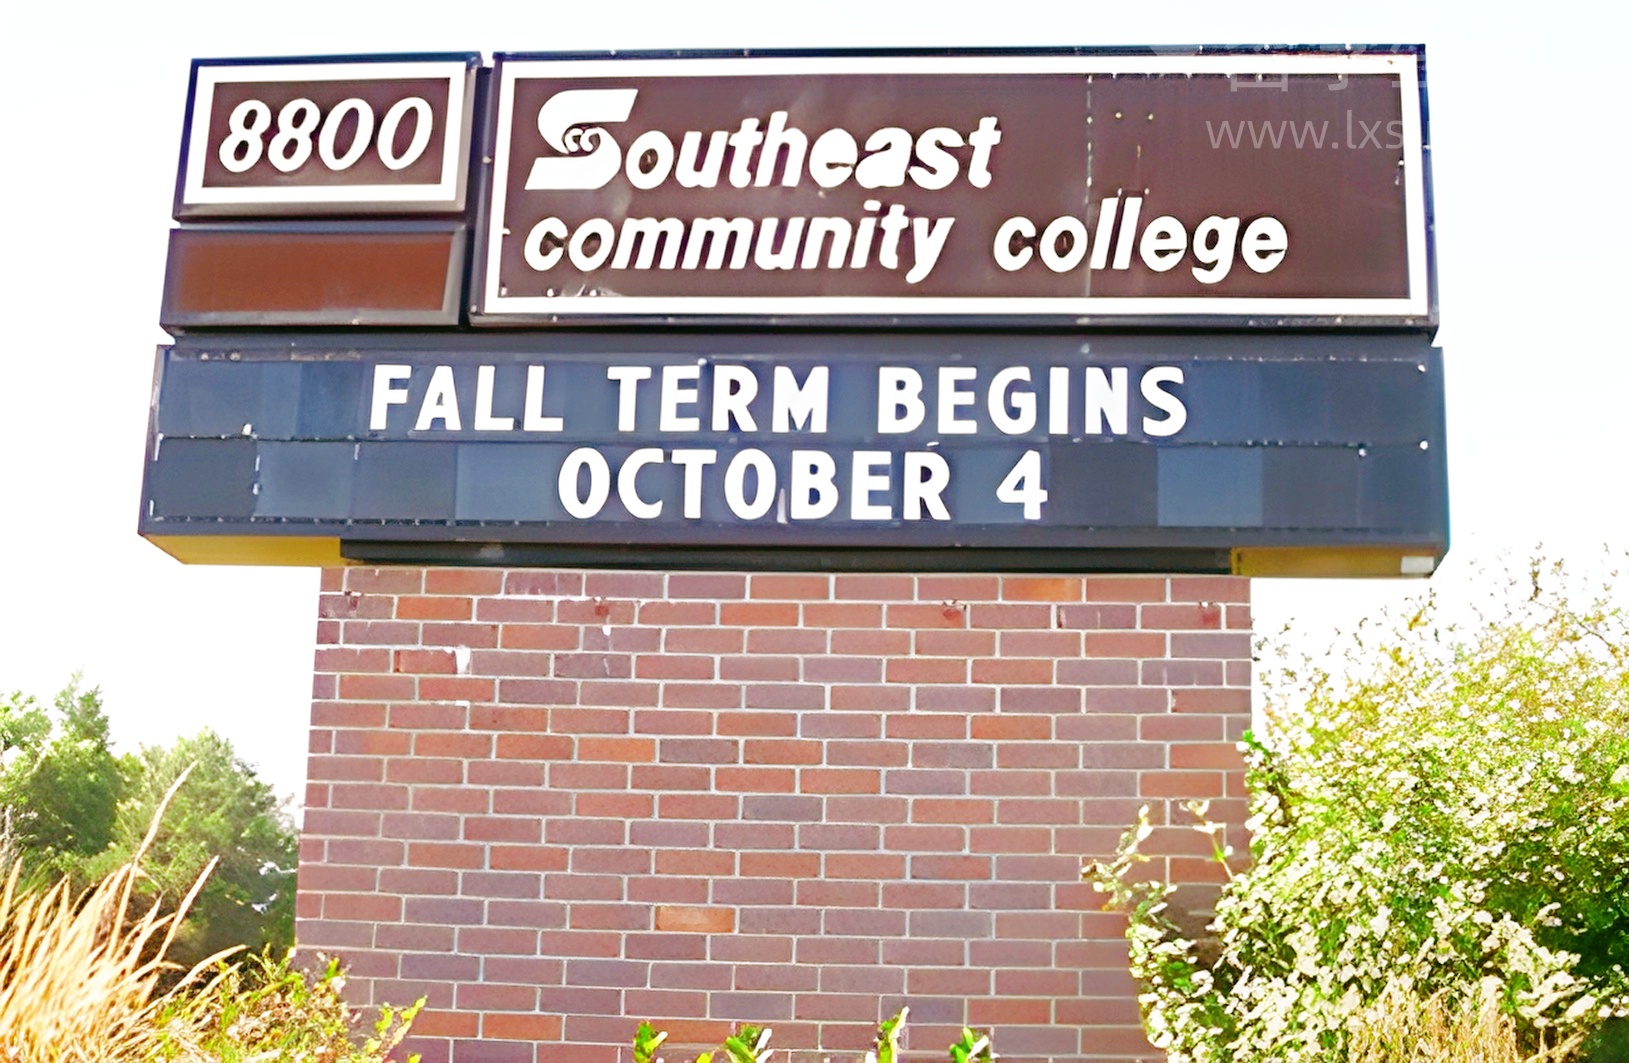 8800
Southeast
community college
FALL TERM BEGINS
OCTOBER 4
www.lxs